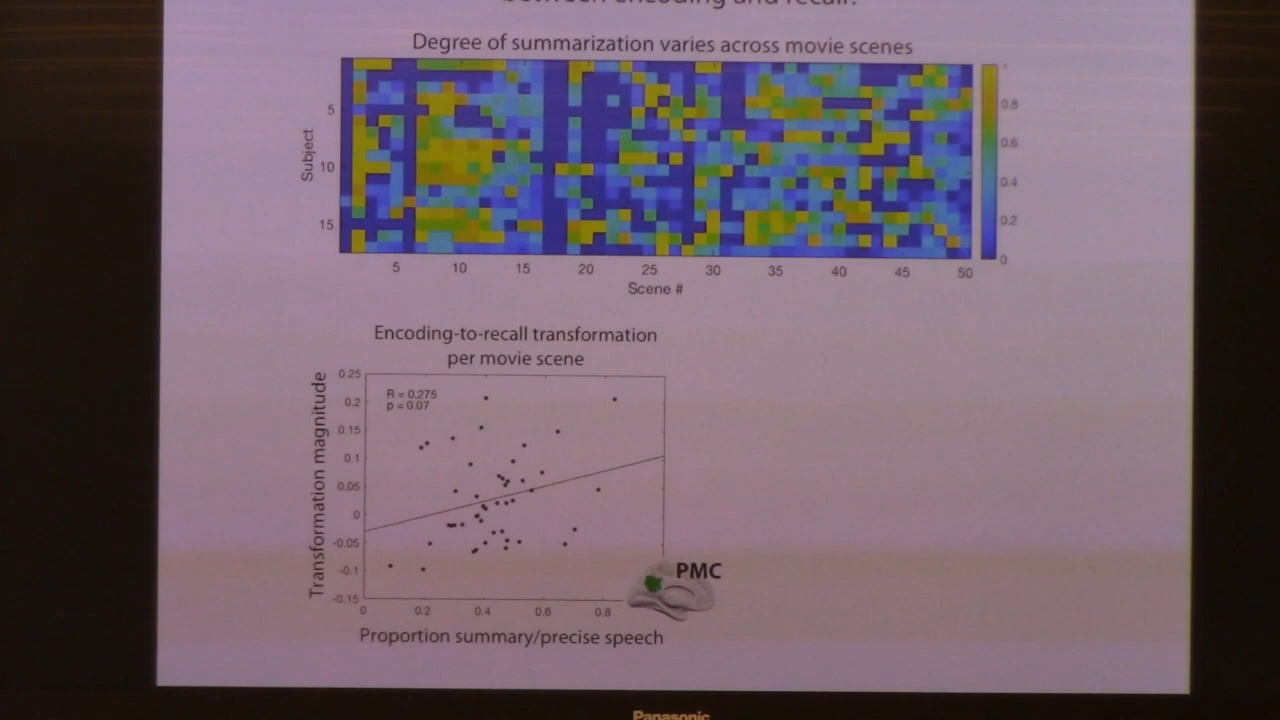 between encoding and recall.
Degree of summarization varies across movie scenes
Subject
5
10
15
5 10 15 20 25 30 35 40 45 50
Scene #
0.8
0.6
0.4
0.2
0
Encoding-to-recall transformation
per movie scene
Transformation magnitude
0.25
0.2
0.15
0.1
0.05
0
-0.05
-0.1
-0.15
R = 0.275
p = 0.07
0 0.2 0.4 0.6 0.8
PMC
Proportion summary/precise speech
Panasonic